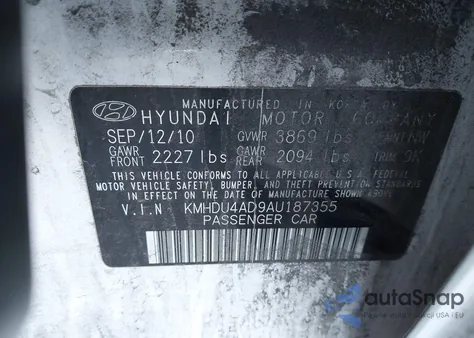 MANUFACTURED IN KOREA BY
HYUNDAI MOTOR COMPANY
SEP/12/10 GVWR 3869 lbs PAINT NW
GAWR FRONT 2227 lbs GAWR REAR 2094 lbs TRIM 9K
THIS VEHICLE CONFORMS TO ALL APPLICABLE U.S.A FEDERAL
MOTOR VEHICLE SAFETY, BUMPER, AND THEFT PREVENTION STANDARDS
IN EFFECT ON THE DATE OF MANUFACTURE SHOWN ABOVE.
V.I.N KMHDU4AD9AU187355
PASSENGER CAR
autoSnap